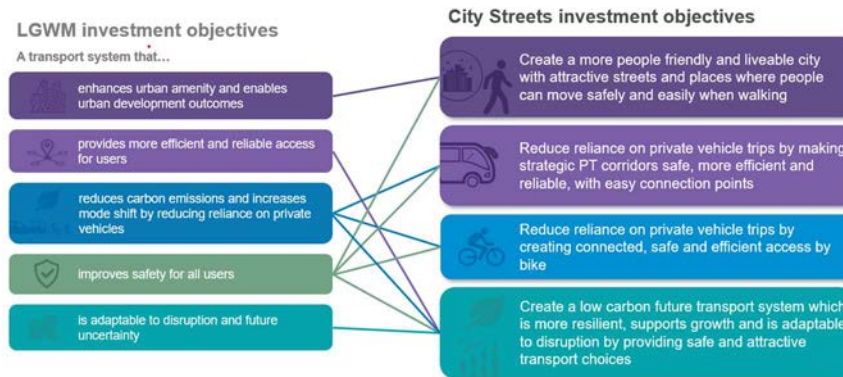 LGWM investment objectives
A transport system that...
enhances urban amenity and enables
urban development outcomes
provides more efficient and reliable access
for users
reduces carbon emissions and increases
mode shift by reducing reliance on private
vehicles
improves safety for all users
is adaptable to disruption and future
uncertainty
City Streets investment objectives
Create a more people friendly and liveable city
with attractive streets and places where people
can move safely and easily when walking
Reduce reliance on private vehicle trips by making
strategic PT corridors safe, more efficient and
reliable, with easy connection points
Reduce reliance on private vehicle trips by
creating connected, safe and efficient access by
bike
Create a low carbon future transport system which
is more resilient, supports growth and is adaptable
to disruption by providing safe and attractive
transport choices